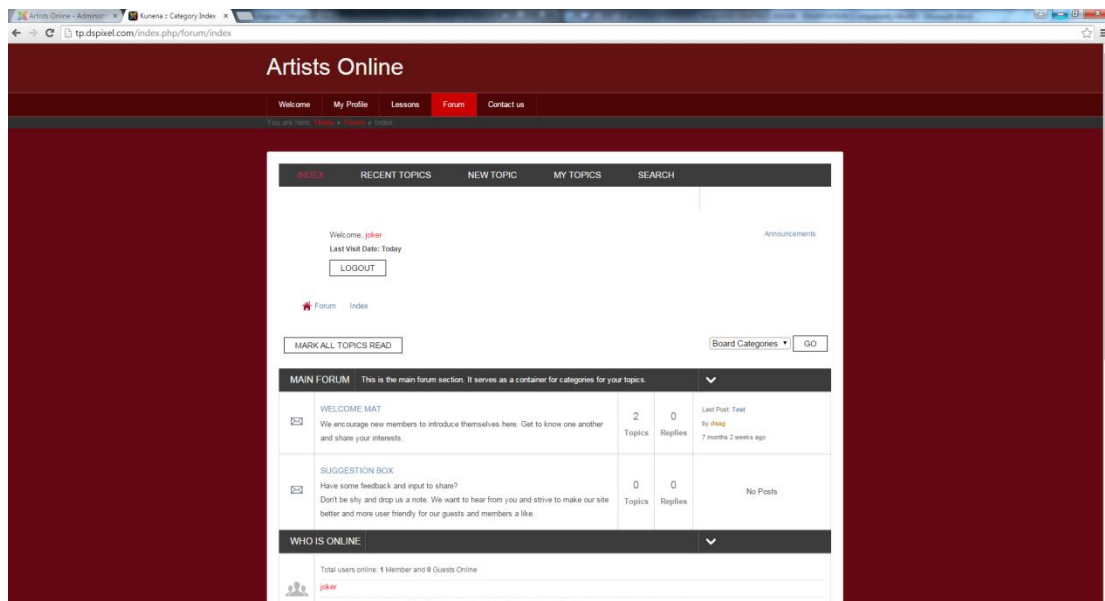 Artists Online - Administr
Kunena :: Category Index
tp.dspixel.com/index.php/forum/index
Artists Online
Welcome My Profile Lessons Forum Contact us
You are here: Home Forum Index
INDEX RECENT TOPICS NEW TOPIC MY TOPICS SEARCH
Welcome, joker
Announcements
Last Visit Date: Today
LOGOUT
Forum Index
MARK ALL TOPICS READ
Board Categories GO
MAIN FORUM This is the main forum section. It serves as a container for categories for your topics.
WELCOME MAT
We encourage new members to introduce themselves here. Get to know one another
and share your interests.
2 Topics
0 Replies
Last Post: Test
by dsag
7 months 2 weeks ago
SUGGESTION BOX
Have some feedback and input to share?
Don't be shy and drop us a note. We want to hear from you and strive to make our site
better and more user friendly for our guests and members a like.
0 Topics
0 Replies
No Posts
WHO IS ONLINE
Total users online: 1 Member and 0 Guests Online
joker